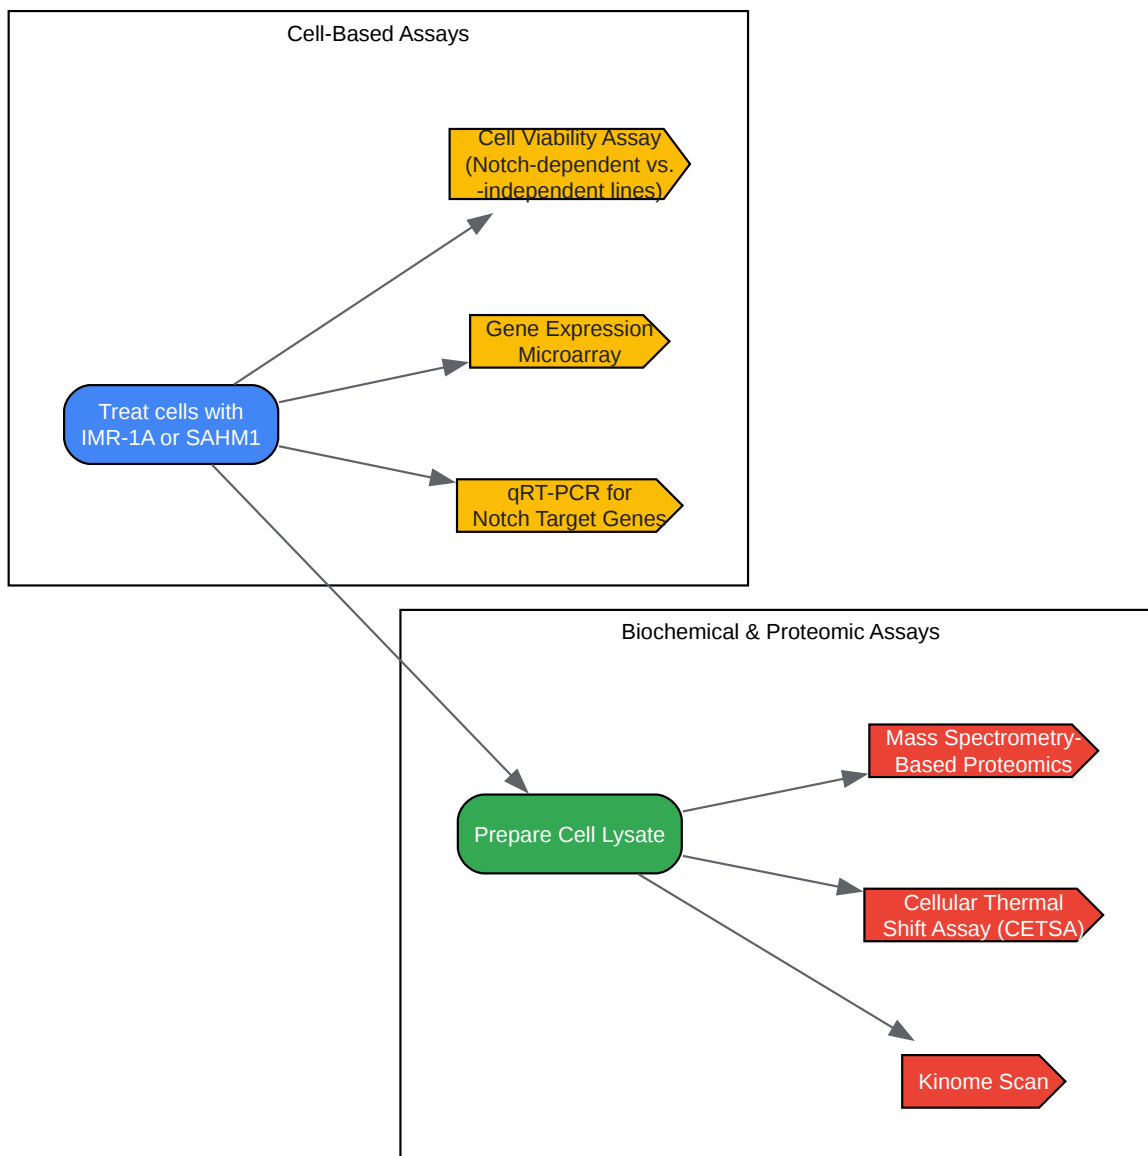 Cell-Based Assays
Cell Viability Assay
(Notch-dependent vs.
-independent lines)
Gene Expression
Microarray
Treat cells with
IMR-1A or SAHM1
qRT-PCR for
Notch Target Genes
Biochemical & Proteomic Assays
Mass Spectrometry-
Based Proteomics
Prepare Cell Lysate
Cellular Thermal
Shift Assay (CETSA)
Kinome Scan